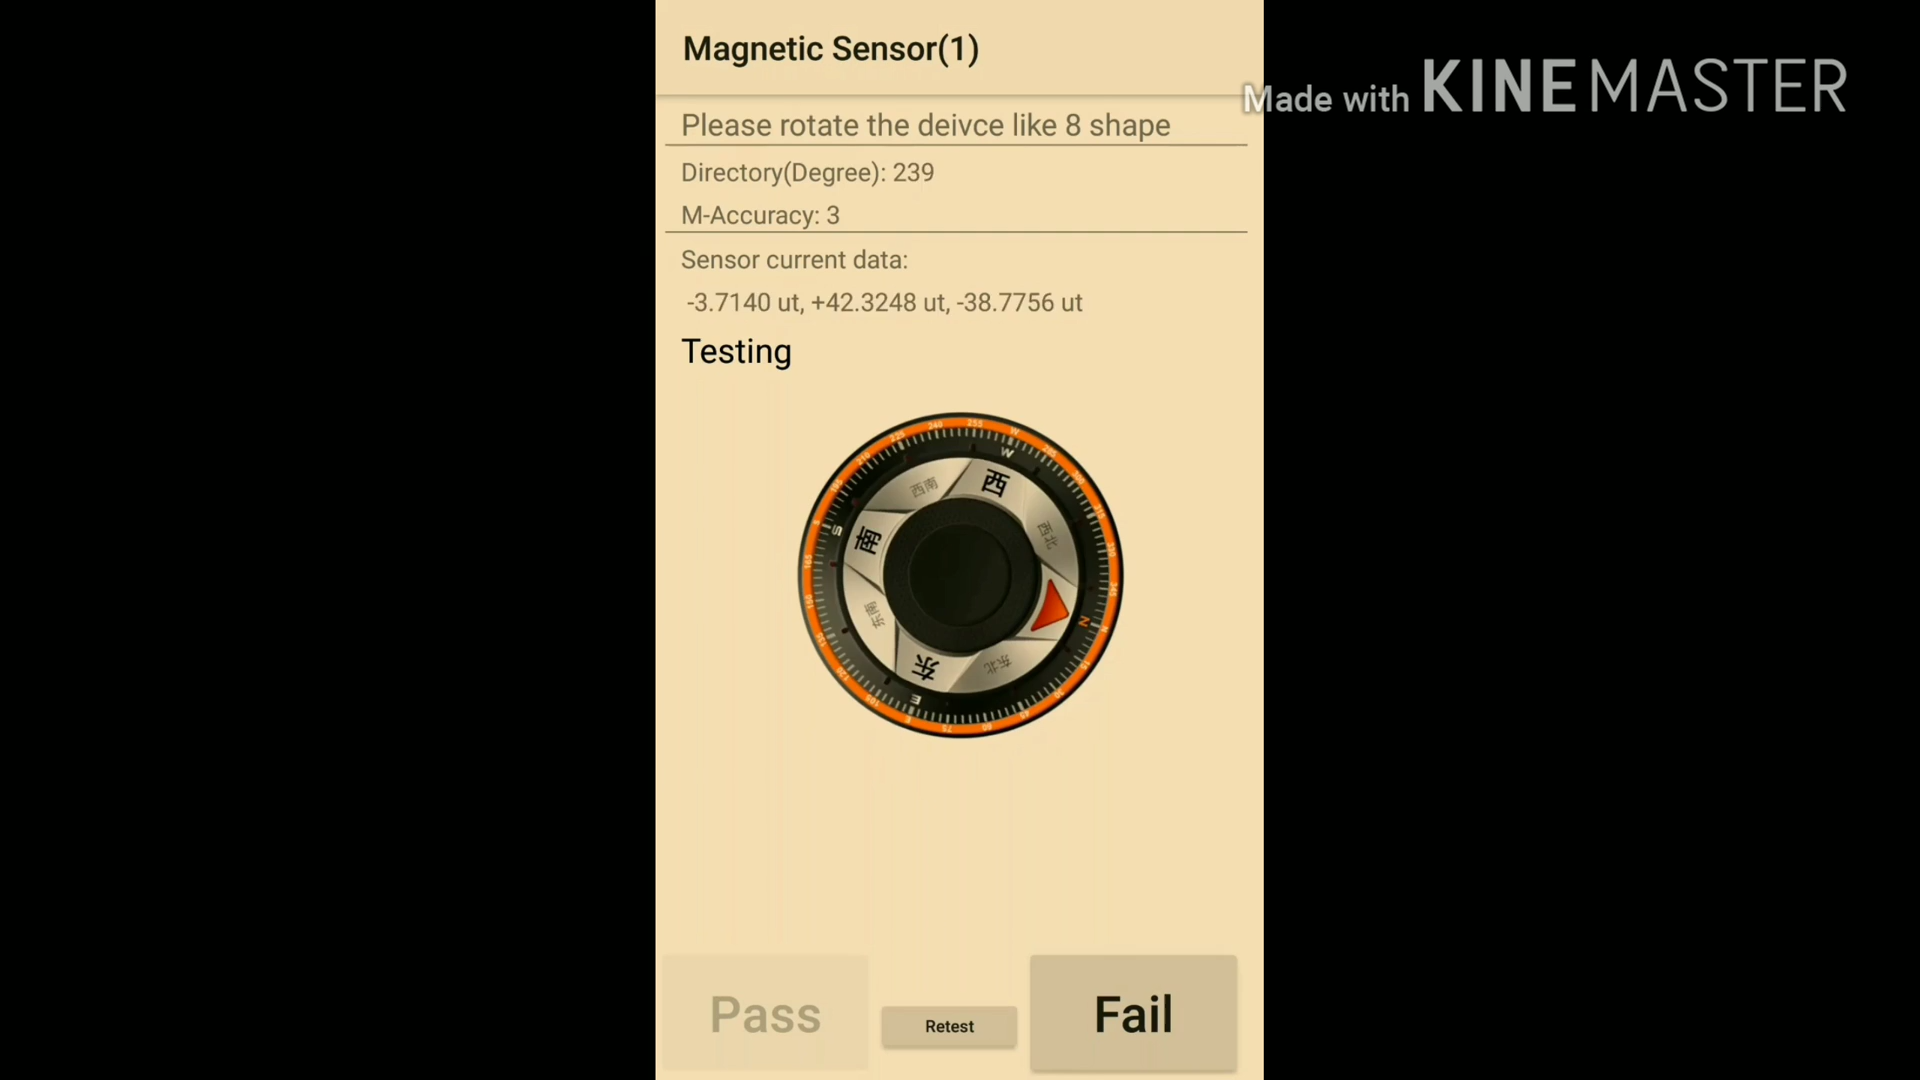 Magnetic Sensor(1)
Made with KINEMASTER
Please rotate the deivce like 8 shape
Directory(Degree): 239
M-Accuracy: 3
Sensor current data:
-3.7140 ut, +42.3248 ut, -38.7756 ut
Testing
240 255 W
W
西南 西
西北
S
南
N
东南
东 东北
E
Pass
Retest
Fail